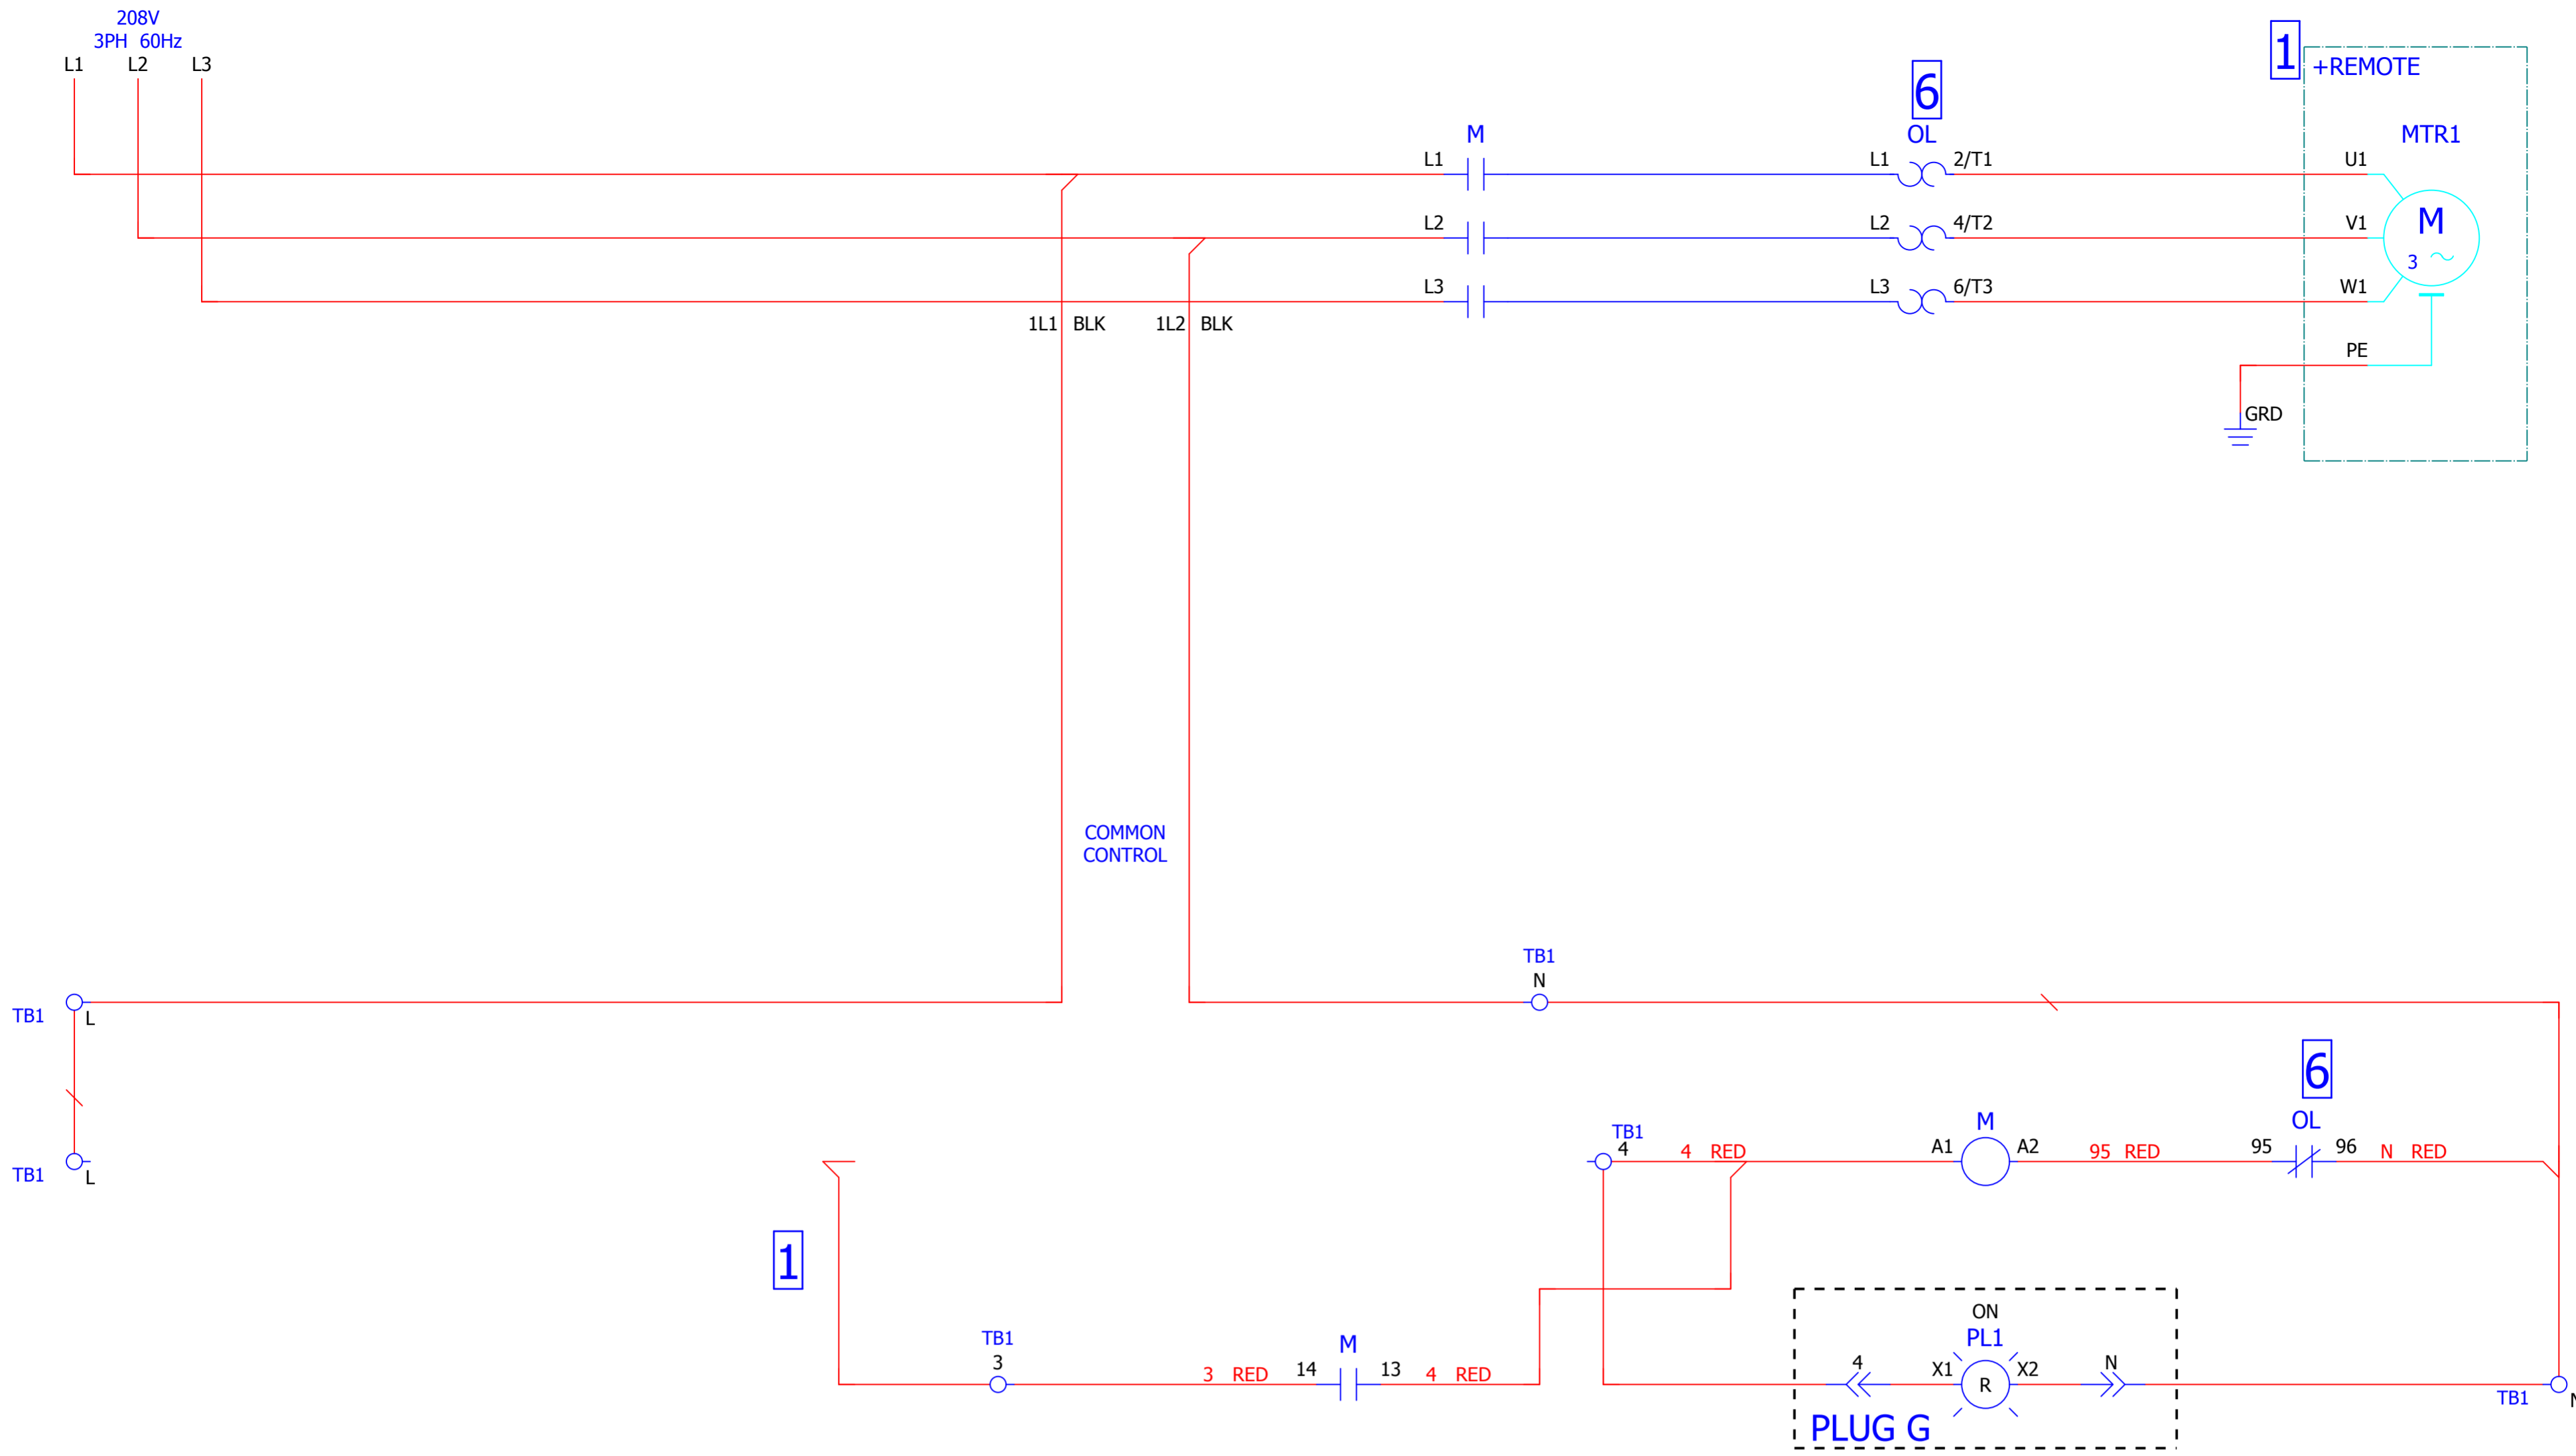 208V
3PH 60Hz
L1 L2 L3
1
+REMOTE
6
OL
M
MTR1
L1 L1 2/T1 U1
M
3
L2 L2 4/T2 V1
L3 L3 6/T3 W1
1L1 BLK 1L2 BLK
PE
GRD
COMMON
CONTROL
TB1
N
TB1 L
6
OL
M
TB1
4
4 RED A1 A2 95 RED 95 96 N RED
TB1 L
1
ON
PL1
TB1
3
M
3 RED 14 13 4 RED
4 X1 R X2 N
TB1
PLUG G